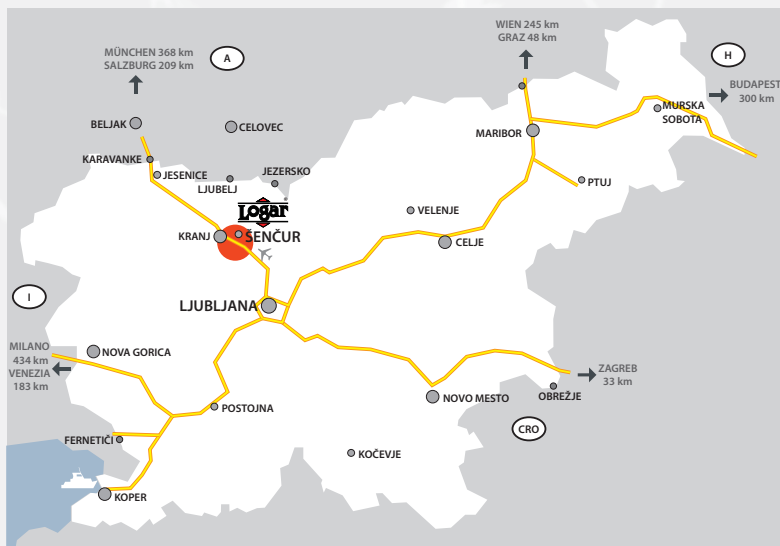 WIEN 245 km
GRAZ 48 km
MÜNCHEN 368 km
SALZBURG 209 km
A
H
BUDAPEST
300 km
MURSKA
SOBOTA
BELJAK
CELOVEC
MARIBOR
KARAVANKE
JESENICE
LJUBELJ
JEZERSKO
PTUJ
Logar
VELENJE
KRANJ
ŠENČUR
CELJE
I
LJUBLJANA
MILANO
434 km
VENEZIA
183 km
NOVA GORICA
ZAGREB
33 km
OBREŽJE
NOVO MESTO
POSTOJNA
CRO
FERNETIČI
KOČEVJE
KOPER